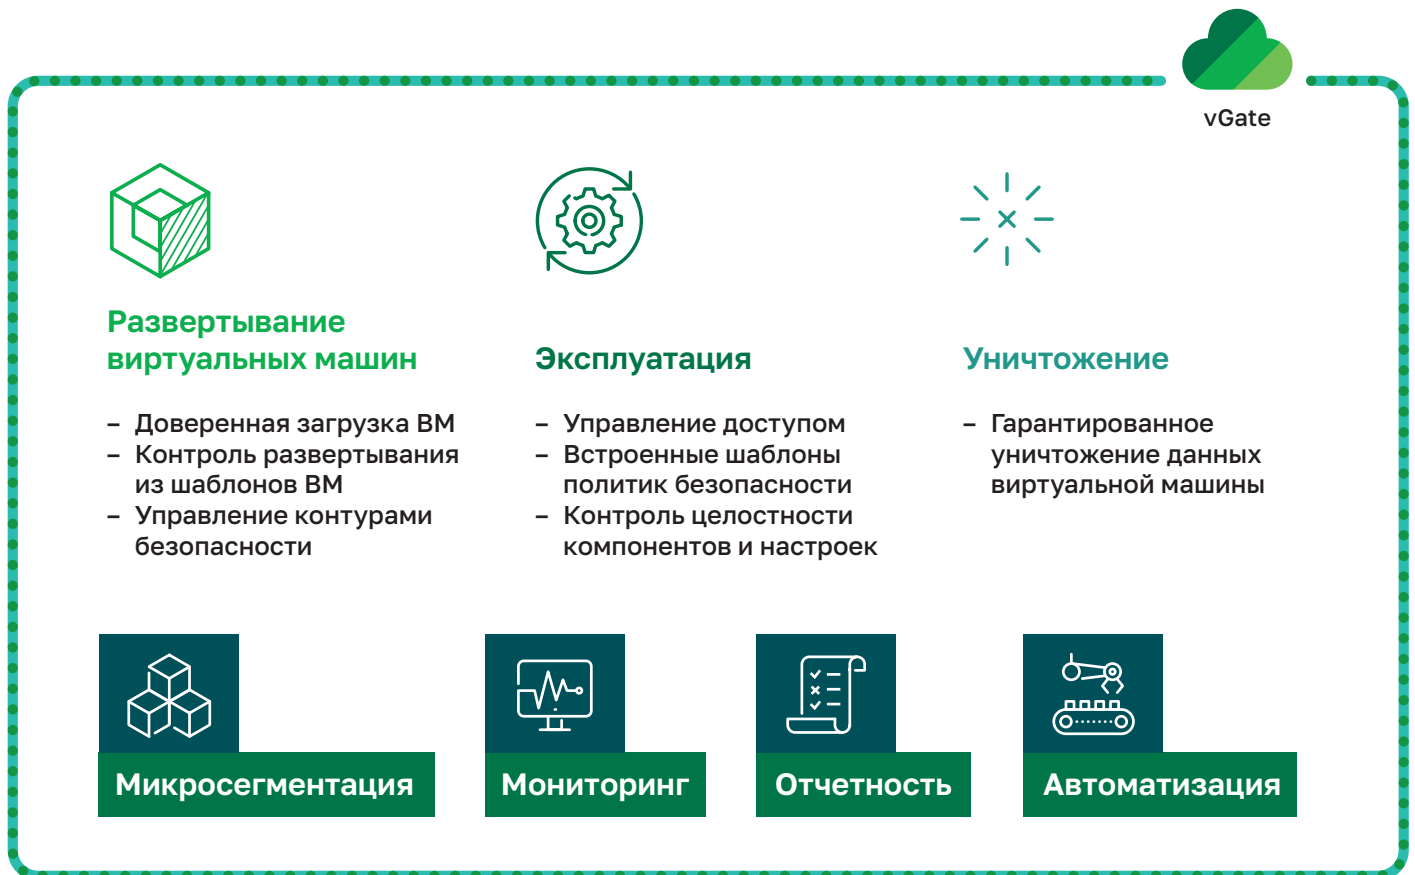 vGate
Развертывание
виртуальных машин
– Доверенная загрузка ВМ
– Контроль развертывания
из шаблонов ВМ
– Управление контурами
безопасности
Эксплуатация
– Управление доступом
– Встроенные шаблоны
политик безопасности
– Контроль целостности
компонентов и настроек
Уничтожение
– Гарантированное
уничтожение данных
виртуальной машины
Микросегментация
Мониторинг
Отчетность
Автоматизация